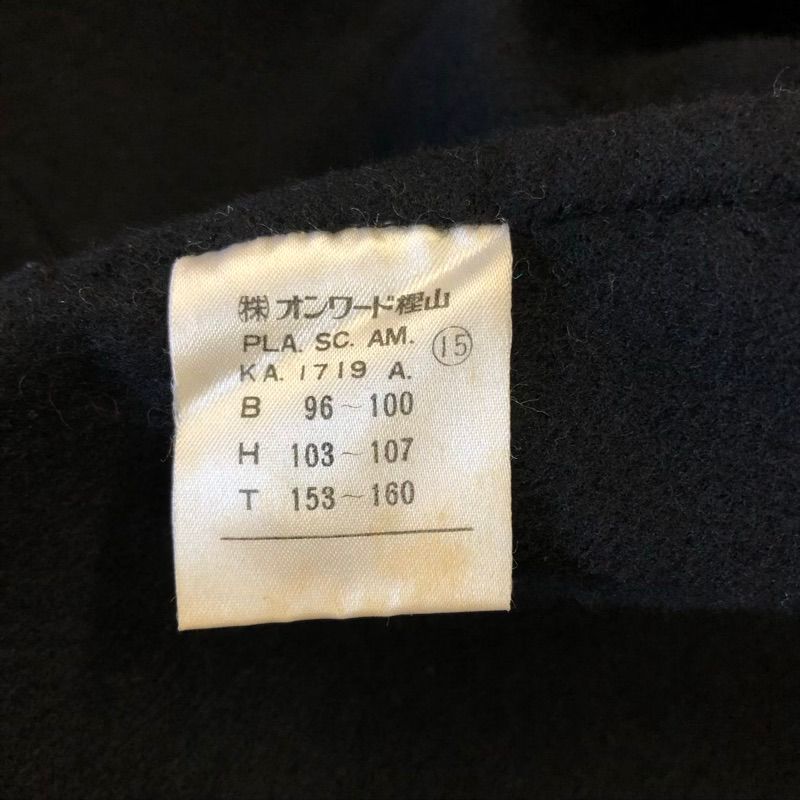 ㈱オンワード樫山
PLA. SC. AM. ⑮
KA. 1719 A.
B 96~100
H 103~107
T 153~160